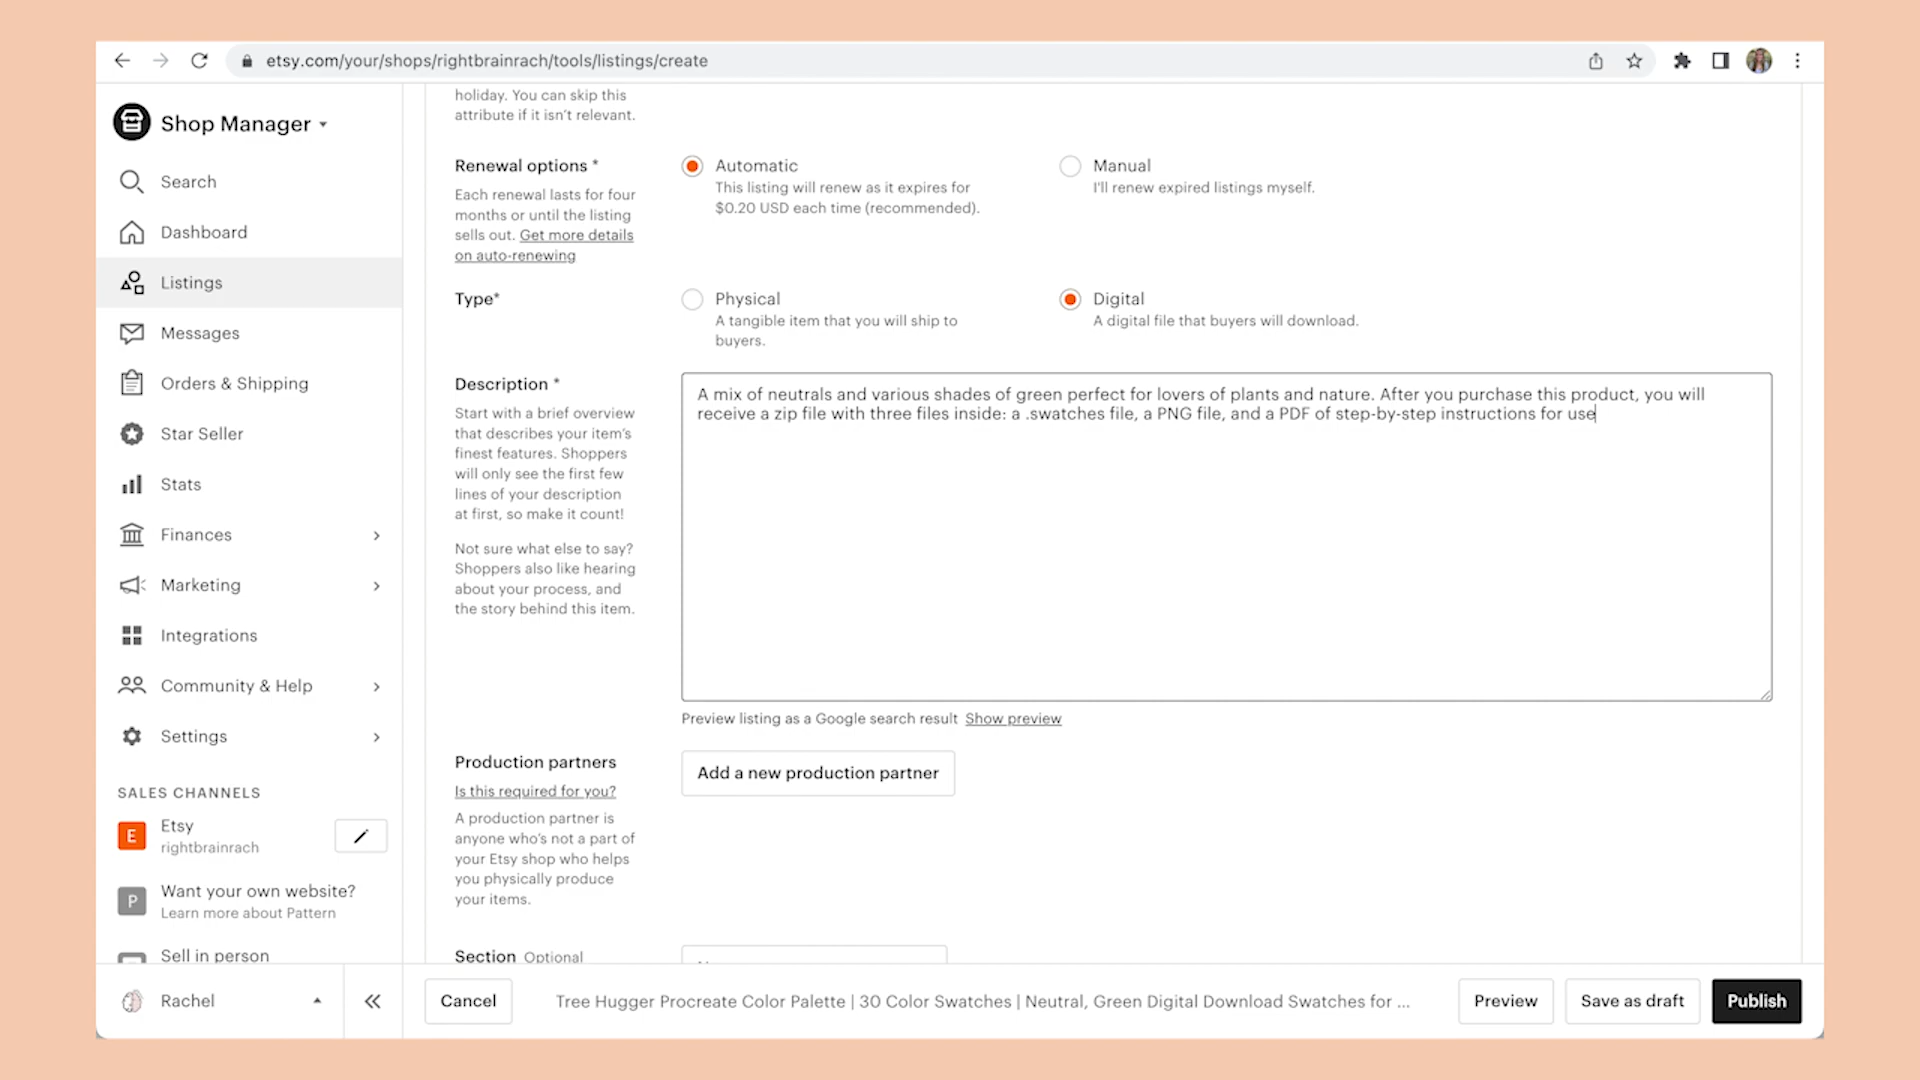 etsy.com/your/shops/rightbrainrach/tools/listings/create
Shop Manager
Search
Dashboard
Listings
Messages
Orders & Shipping
Star Seller
Stats
Finances
Marketing
Integrations
Community & Help
Settings
SALES CHANNELS
E
Etsy
rightbrainrach
P
Want your own website?
Learn more about Pattern
Sell in person
Rachel
holiday. You can skip this
attribute if it isn't relevant.
Renewal options *
Each renewal lasts for four
months or until the listing
sells out. Get more details
on auto-renewing
Automatic
This listing will renew as it expires for
$0.20 USD each time (recommended).
Manual
I'll renew expired listings myself.
Type*
Physical
A tangible item that you will ship to
buyers.
Digital
A digital file that buyers will download.
Description *
Start with a brief overview
that describes your item's
finest features. Shoppers
will only see the first few
lines of your description
at first, so make it count!
Not sure what else to say?
Shoppers also like hearing
about your process, and
the story behind this item.
A mix of neutrals and various shades of green perfect for lovers of plants and nature. After you purchase this product, you will
receive a zip file with three files inside: a .swatches file, a PNG file, and a PDF of step-by-step instructions for use
Preview listing as a Google search result Show preview
Production partners
Is this required for you?
A production partner is
anyone who's not a part of
your Etsy shop who helps
you physically produce
your items.
Add a new production partner
Section Optional
Cancel
Tree Hugger Procreate Color Palette | 30 Color Swatches | Neutral, Green Digital Download Swatches for ...
Preview
Save as draft
Publish